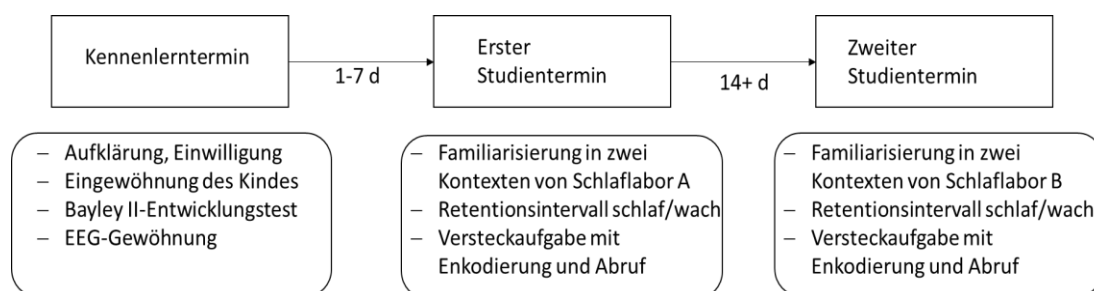 Kennenlerntermin
1-7 d
Erster
Studientermin
14+ d
Zweiter
Studientermin
– Aufklärung, Einwilligung
– Eingewöhnung des Kindes
– Bayley II-Entwicklungstest
– EEG-Gewöhnung
– Familiarisierung in zwei
Kontexten von Schlaflabor A
– Retentionsintervall schlaf/wach
– Versteckaufgabe mit
Enkodierung und Abruf
– Familiarisierung in zwei
Kontexten von Schlaflabor B
– Retentionsintervall schlaf/wach
– Versteckaufgabe mit
Enkodierung und Abruf